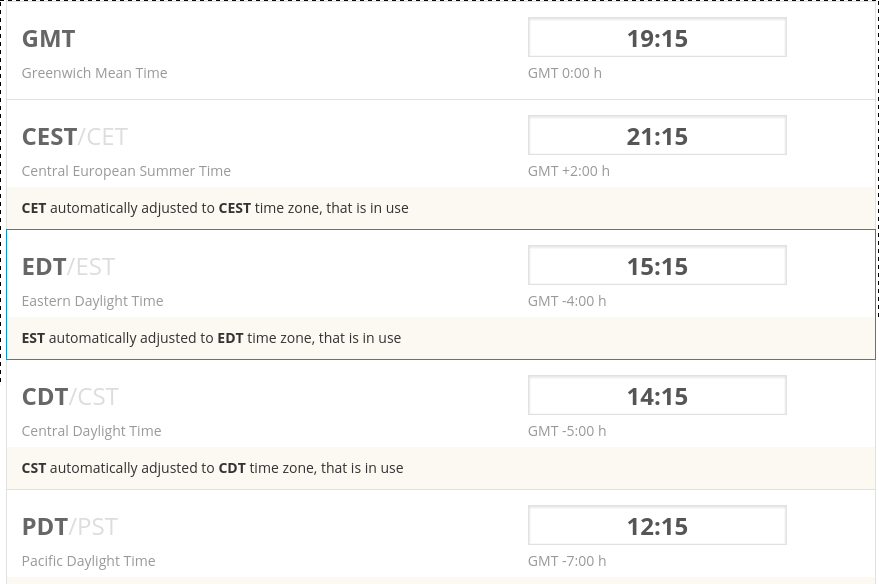 GMT 19:15
Greenwich Mean Time GMT 0:00 h
CEST/CET 21:15
Central European Summer Time GMT +2:00 h
CET automatically adjusted to CEST time zone, that is in use
EDT/EST 15:15
Eastern Daylight Time GMT -4:00 h
EST automatically adjusted to EDT time zone, that is in use
CDT/CST 14:15
Central Daylight Time GMT -5:00 h
CST automatically adjusted to CDT time zone, that is in use
PDT/PST 12:15
Pacific Daylight Time GMT -7:00 h